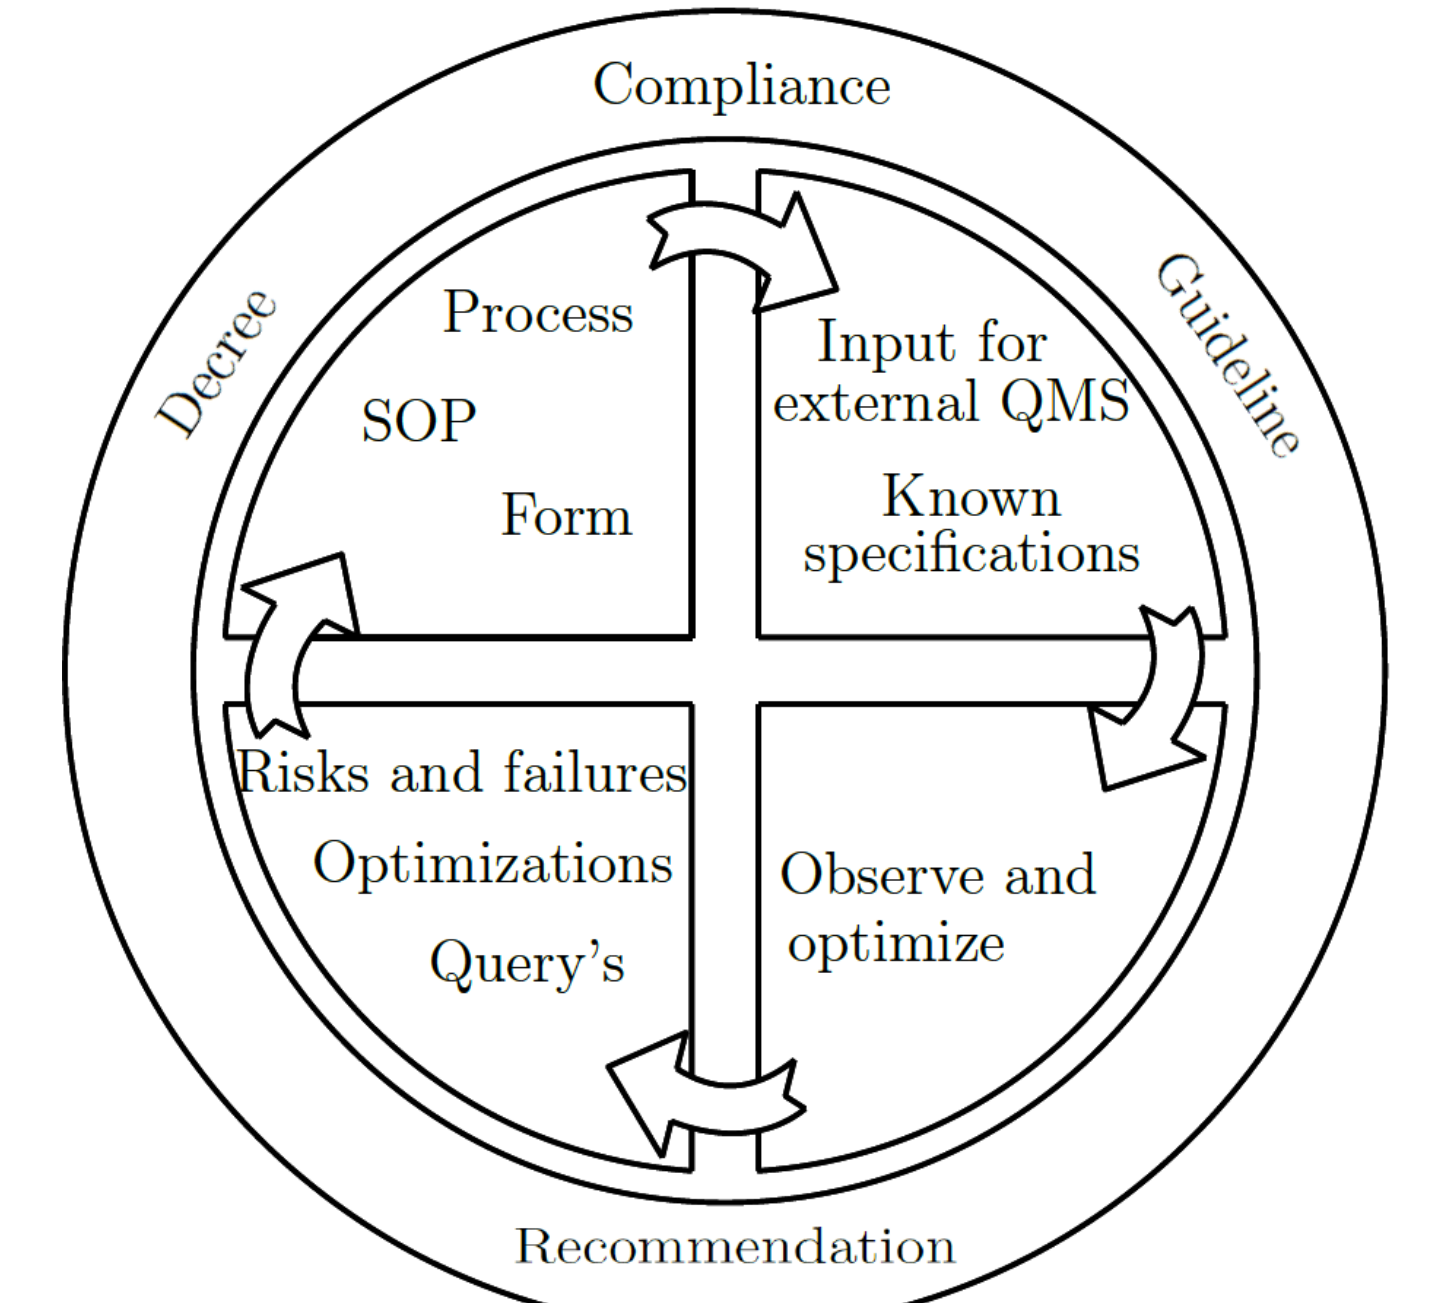 Compliance
Decree
Guideline
Process
SOP
Form
Input for
external QMS
Known
specifications
Risks and failures
Optimizations
Query's
Observe and
optimize
Recommendation